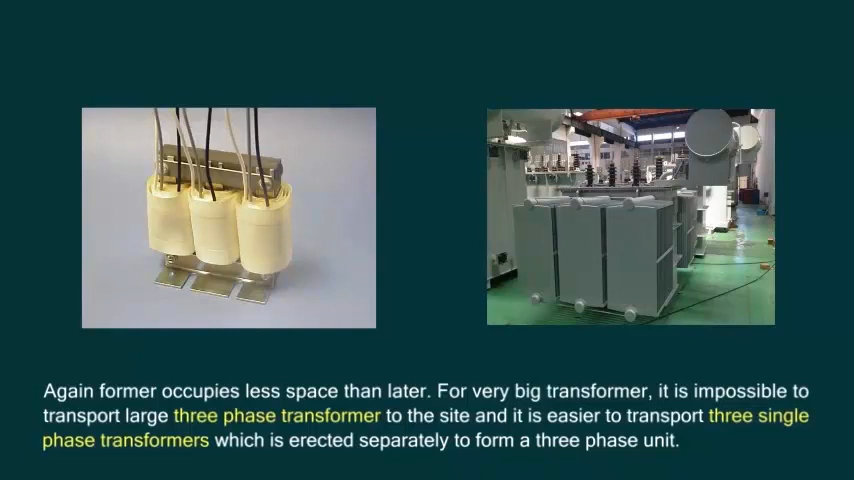 Again former occupies less space than later. For very big transformer, it is impossible to
transport large three phase transformer to the site and it is easier to transport three single
phase transformers which is erected separately to form a three phase unit.